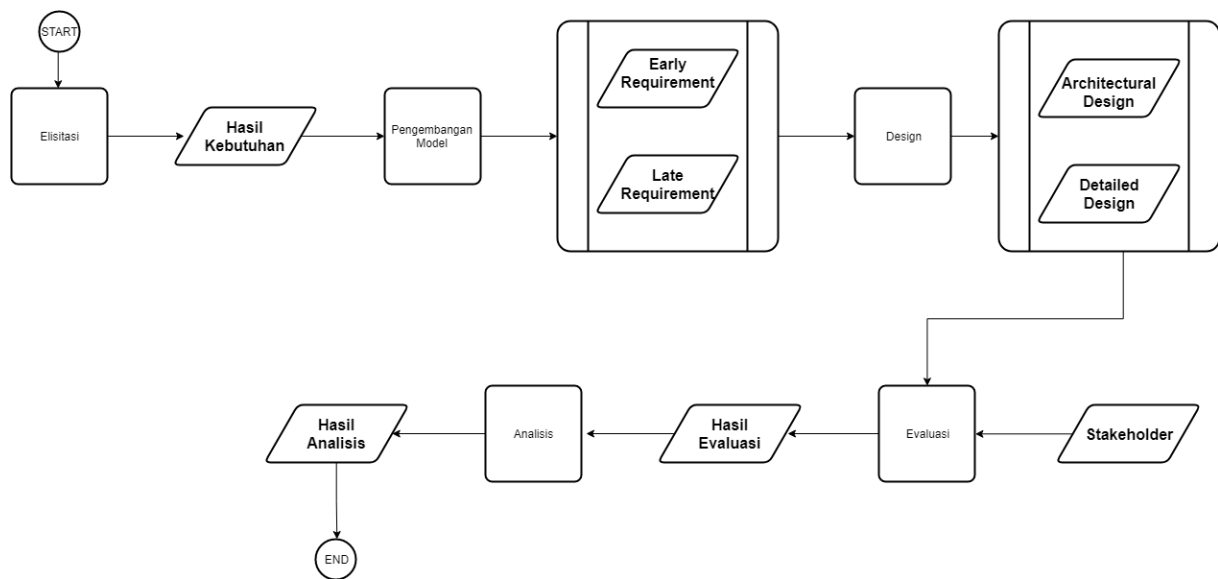 START
Elisitasi
Hasil
Kebutuhan
Pengembangan
Model
Early
Requirement
Late
Requirement
Design
Architectural
Design
Detailed
Design
Hasil
Analisis
Analisis
Hasil
Evaluasi
Evaluasi
Stakeholder
END